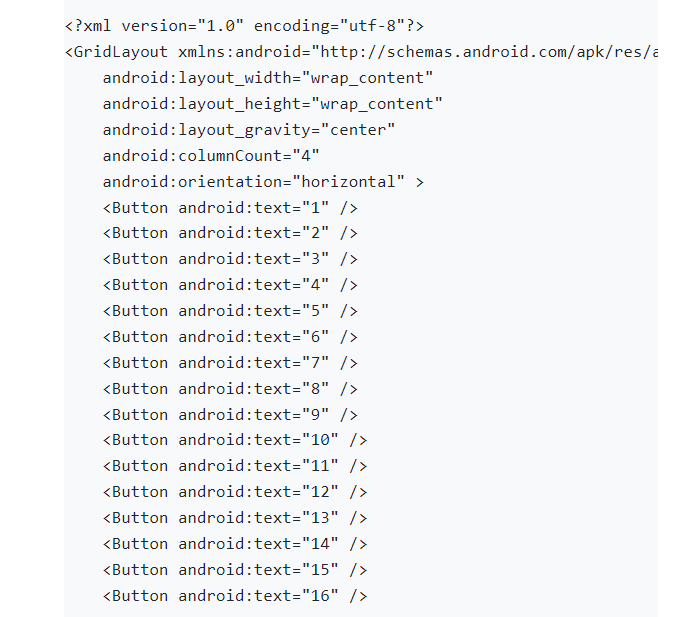 <?xml version="1.0" encoding="utf-8"?>
<GridLayout xmlns:android="http://schemas.android.com/apk/res/a
android:layout_width="wrap_content"
android:layout_height="wrap_content"
android:layout_gravity="center"
android:columnCount="4"
android:orientation="horizontal" >
<Button android:text="1" />
<Button android:text="2" />
<Button android:text="3" />
<Button android:text="4" />
<Button android:text="5" />
<Button android:text="6" />
<Button android:text="7" />
<Button android:text="8" />
<Button android:text="9" />
<Button android:text="10" />
<Button android:text="11" />
<Button android:text="12" />
<Button android:text="13" />
<Button android:text="14" />
<Button android:text="15" />
<Button android:text="16" />